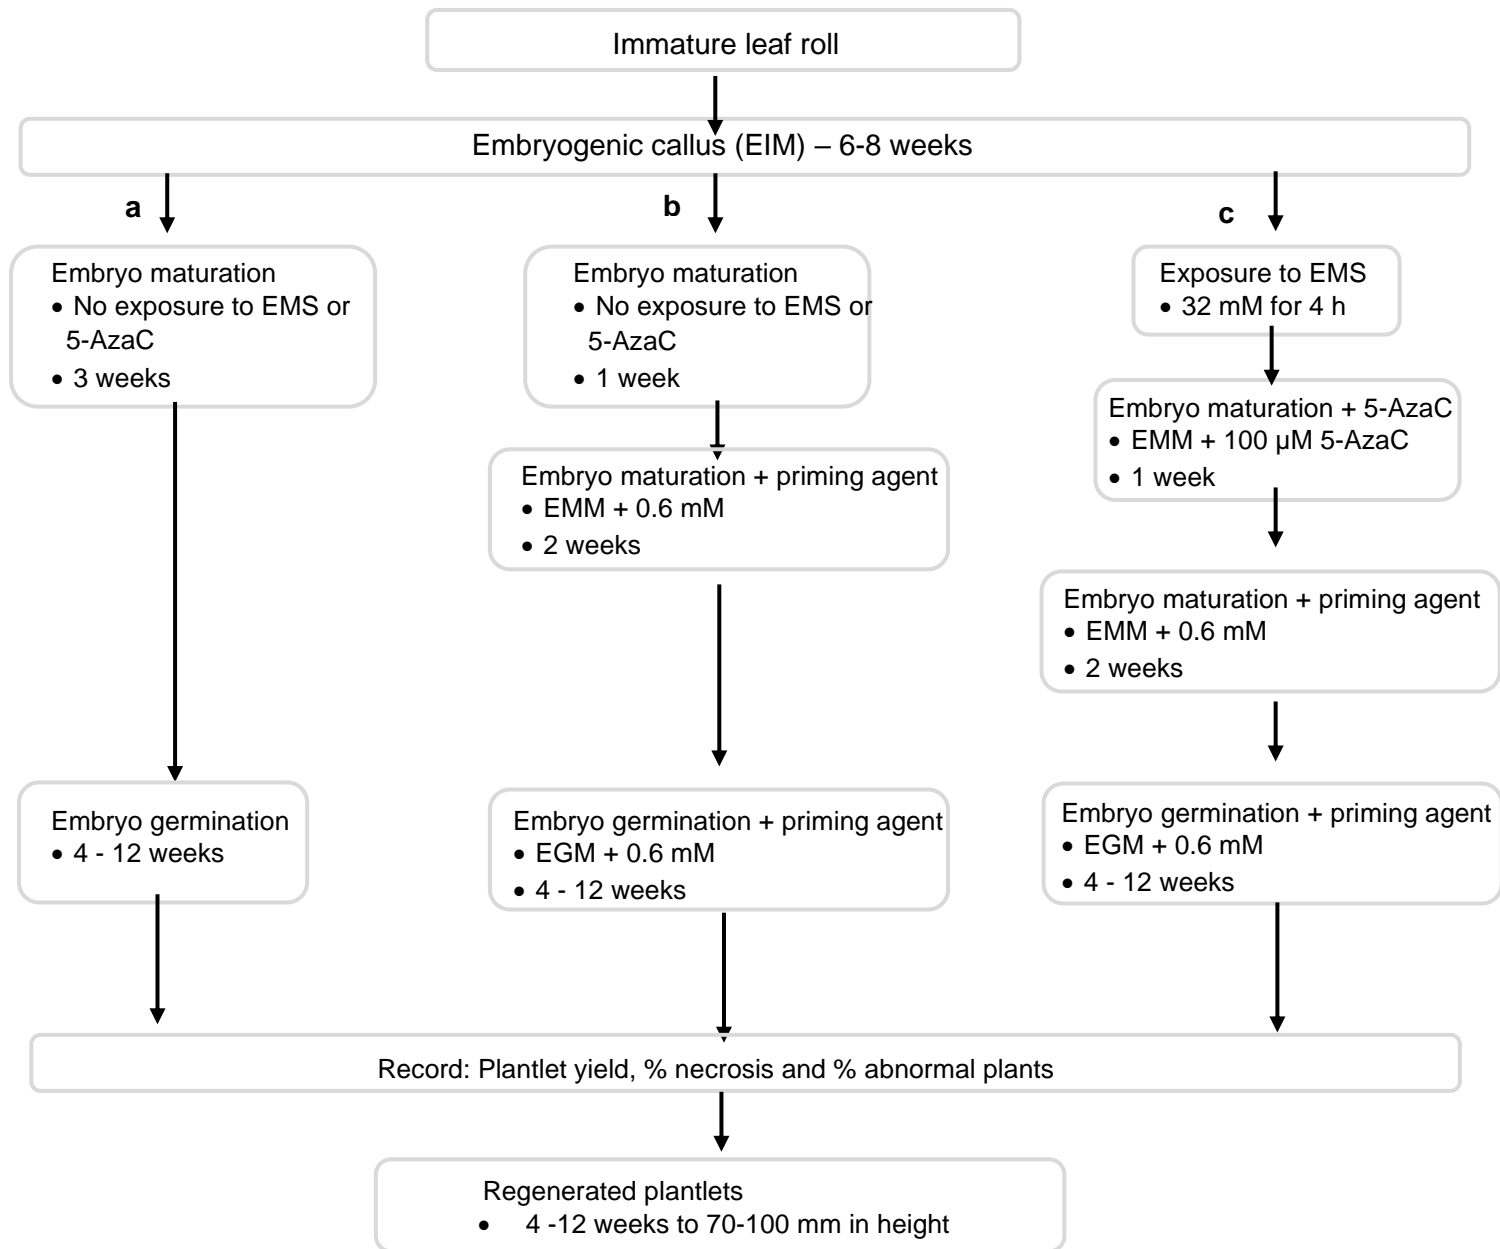 Immature leaf roll
Embryogenic callus (EIM) – 6-8 weeks
a
b
c
Embryo maturation
• No exposure to EMS or
5-AzaC
• 3 weeks
Embryo maturation
• No exposure to EMS or
5-AzaC
• 1 week
Exposure to EMS
• 32 mM for 4 h
Embryo maturation + 5-AzaC
• EMM + 100 µM 5-AzaC
• 1 week
Embryo maturation + priming agent
• EMM + 0.6 mM
• 2 weeks
Embryo maturation + priming agent
• EMM + 0.6 mM
• 2 weeks
Embryo germination
• 4 - 12 weeks
Embryo germination + priming agent
• EGM + 0.6 mM
• 4 - 12 weeks
Embryo germination + priming agent
• EGM + 0.6 mM
• 4 - 12 weeks
Record: Plantlet yield, % necrosis and % abnormal plants
Regenerated plantlets
• 4 -12 weeks to 70-100 mm in height